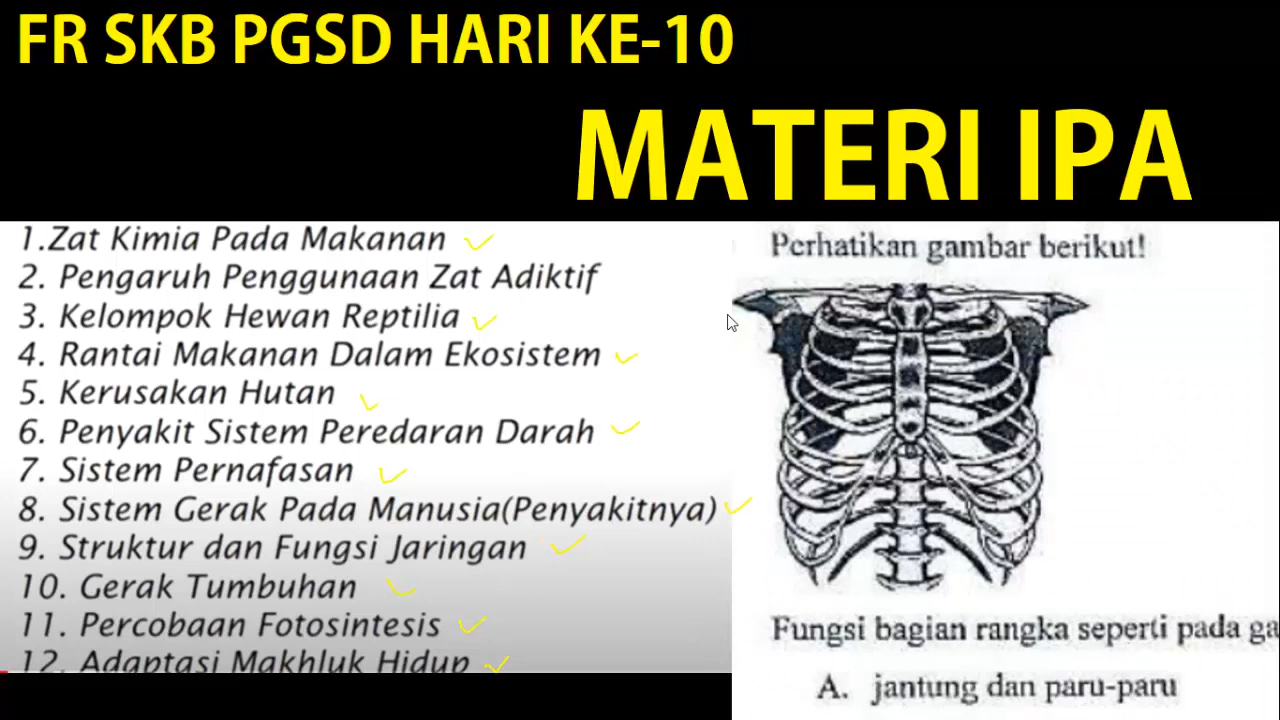 FR SKB PGSD HARI KE-10
MATERI IPA
1.Zat Kimia Pada Makanan
2. Pengaruh Penggunaan Zat Adiktif
3. Kelompok Hewan Reptilia
4. Rantai Makanan Dalam Ekosistem
5. Kerusakan Hutan
6. Penyakit Sistem Peredaran Darah
7. Sistem Pernafasan
8. Sistem Gerak Pada Manusia(Penyakitnya)
9. Struktur dan Fungsi Jaringan
10. Gerak Tumbuhan
11. Percobaan Fotosintesis
12. Adaptasi Makhluk Hidup
Perhatikan gambar berikut!
Fungsi bagian rangka seperti pada ga
A. jantung dan paru-paru